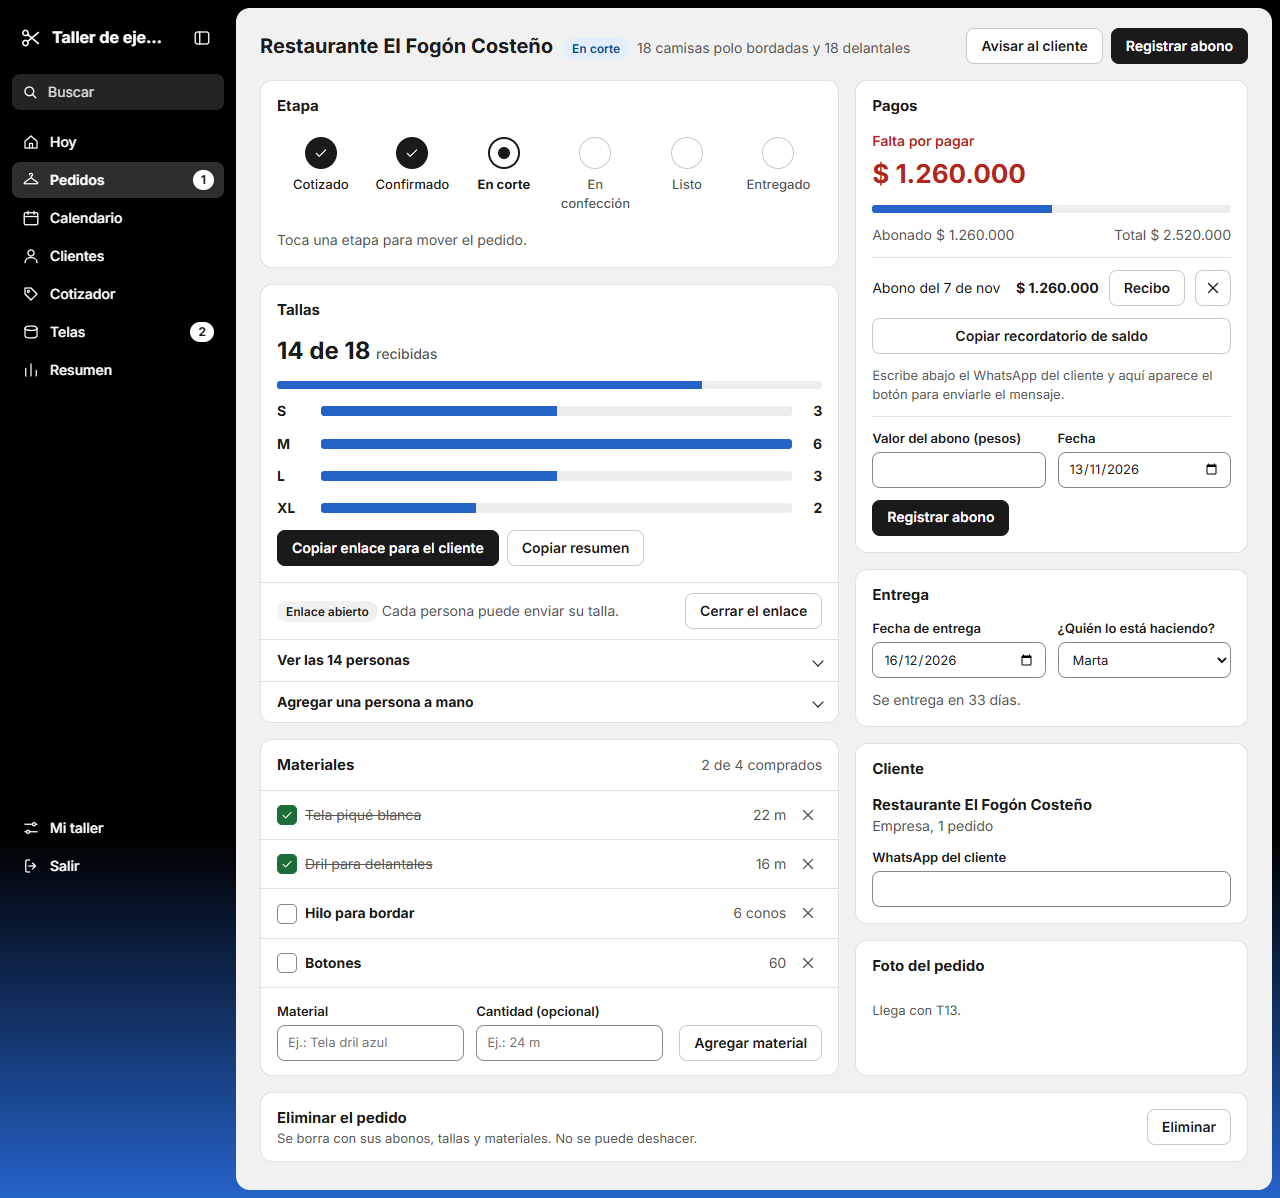 Taller de eje...
Buscar
Hoy
Pedidos 1
Calendario
Clientes
Cotizador
Telas 2
Resumen
Mi taller
Salir
Restaurante El Fogón Costeño En corte 18 camisas polo bordadas y 18 delantales
Avisar al cliente
Registrar abono
Etapa
Cotizado
Confirmado
En corte
En
confección
Listo
Entregado
Toca una etapa para mover el pedido.
Tallas
14 de 18 recibidas
S 3
M 6
L 3
XL 2
Copiar enlace para el cliente
Copiar resumen
Enlace abierto Cada persona puede enviar su talla.
Cerrar el enlace
Ver las 14 personas
Agregar una persona a mano
Materiales 2 de 4 comprados
Tela piqué blanca 22 m
Dril para delantales 16 m
Hilo para bordar 6 conos
Botones 60
Material
Ej.: Tela dril azul
Cantidad (opcional)
Ej.: 24 m
Agregar material
Pagos
Falta por pagar
$ 1.260.000
Abonado $ 1.260.000 Total $ 2.520.000
Abono del 7 de nov $ 1.260.000 Recibo
Copiar recordatorio de saldo
Escribe abajo el WhatsApp del cliente y aquí aparece el
botón para enviarle el mensaje.
Valor del abono (pesos)
Fecha
13/11/2026
Registrar abono
Entrega
Fecha de entrega
16/12/2026
¿Quién lo está haciendo?
Marta
Se entrega en 33 días.
Cliente
Restaurante El Fogón Costeño
Empresa, 1 pedido
WhatsApp del cliente
Foto del pedido
Llega con T13.
Eliminar el pedido
Se borra con sus abonos, tallas y materiales. No se puede deshacer.
Eliminar